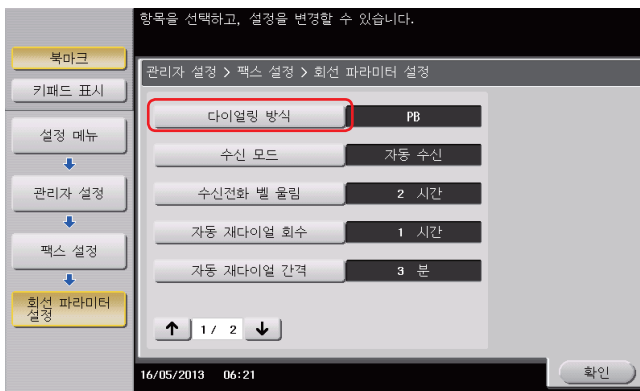 항목을 선택하고, 설정을 변경할 수 있습니다.
북마크
키패드 표시
설정 메뉴
관리자 설정
팩스 설정
회선 파라미터
설정
관리자 설정 > 팩스 설정 > 회선 파라미터 설정
다이얼링 방식 PB
수신 모드 자동 수신
수신전화 벨 울림 2 시간
자동 재다이얼 회수 1 시간
자동 재다이얼 간격 3 분
↑ 1/ 2 ↓
16/05/2013 06:21
확인